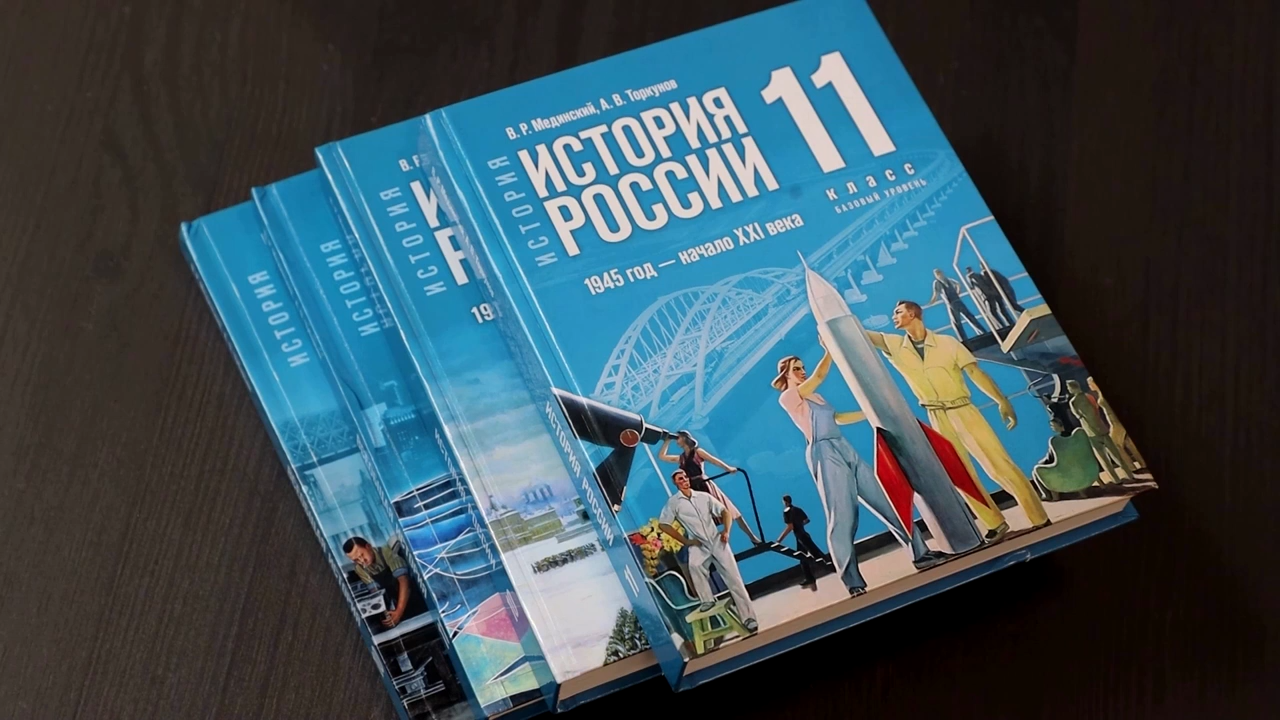 В. Р. Мединский, А. В. Торкунов
ИСТОРИЯ
РОССИИ
11
класс
БАЗОВЫЙ УРОВЕНЬ
1945 год — начало XXI века
ИСТОРИЯ
ИСТОРИЯ РОССИИ
11
ИСТОРИЯ
ИСТОРИЯ
ИСТОРИЯ